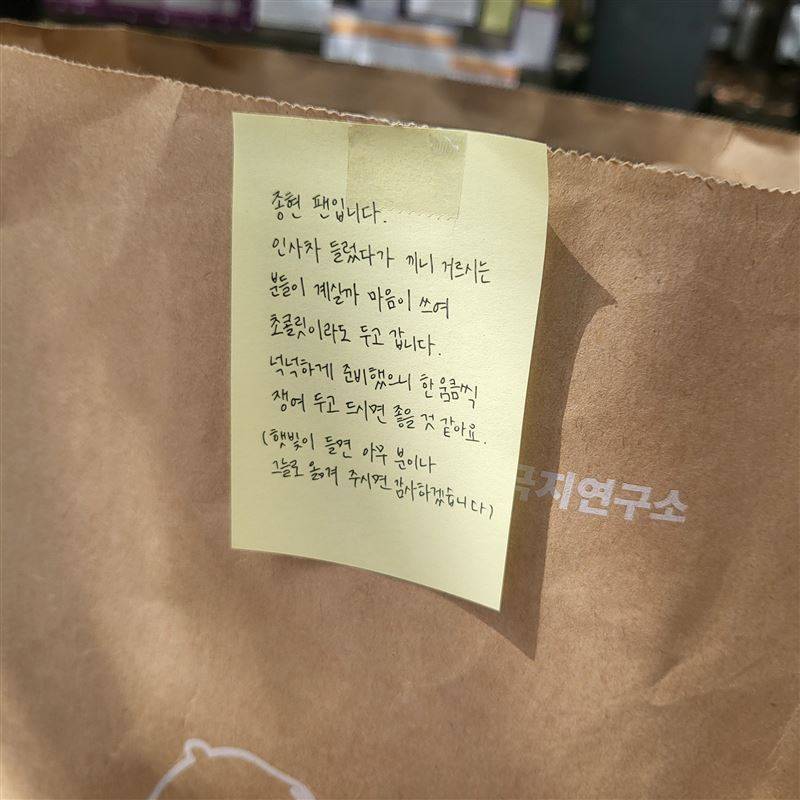 종현 팬입니다.
인사차 들렀다가 끼니 거르시는
분들이 계실까 마음이 쓰여
초콜릿이라도 두고 갑니다.
넉넉하게 준비했으니 한 움큼씩
쟁여 두고 드시면 좋을 것 같아요.
(햇빛이 들면 아무 분이나
그늘로 옮겨 주시면 감사하겠습니다)
극지연구소